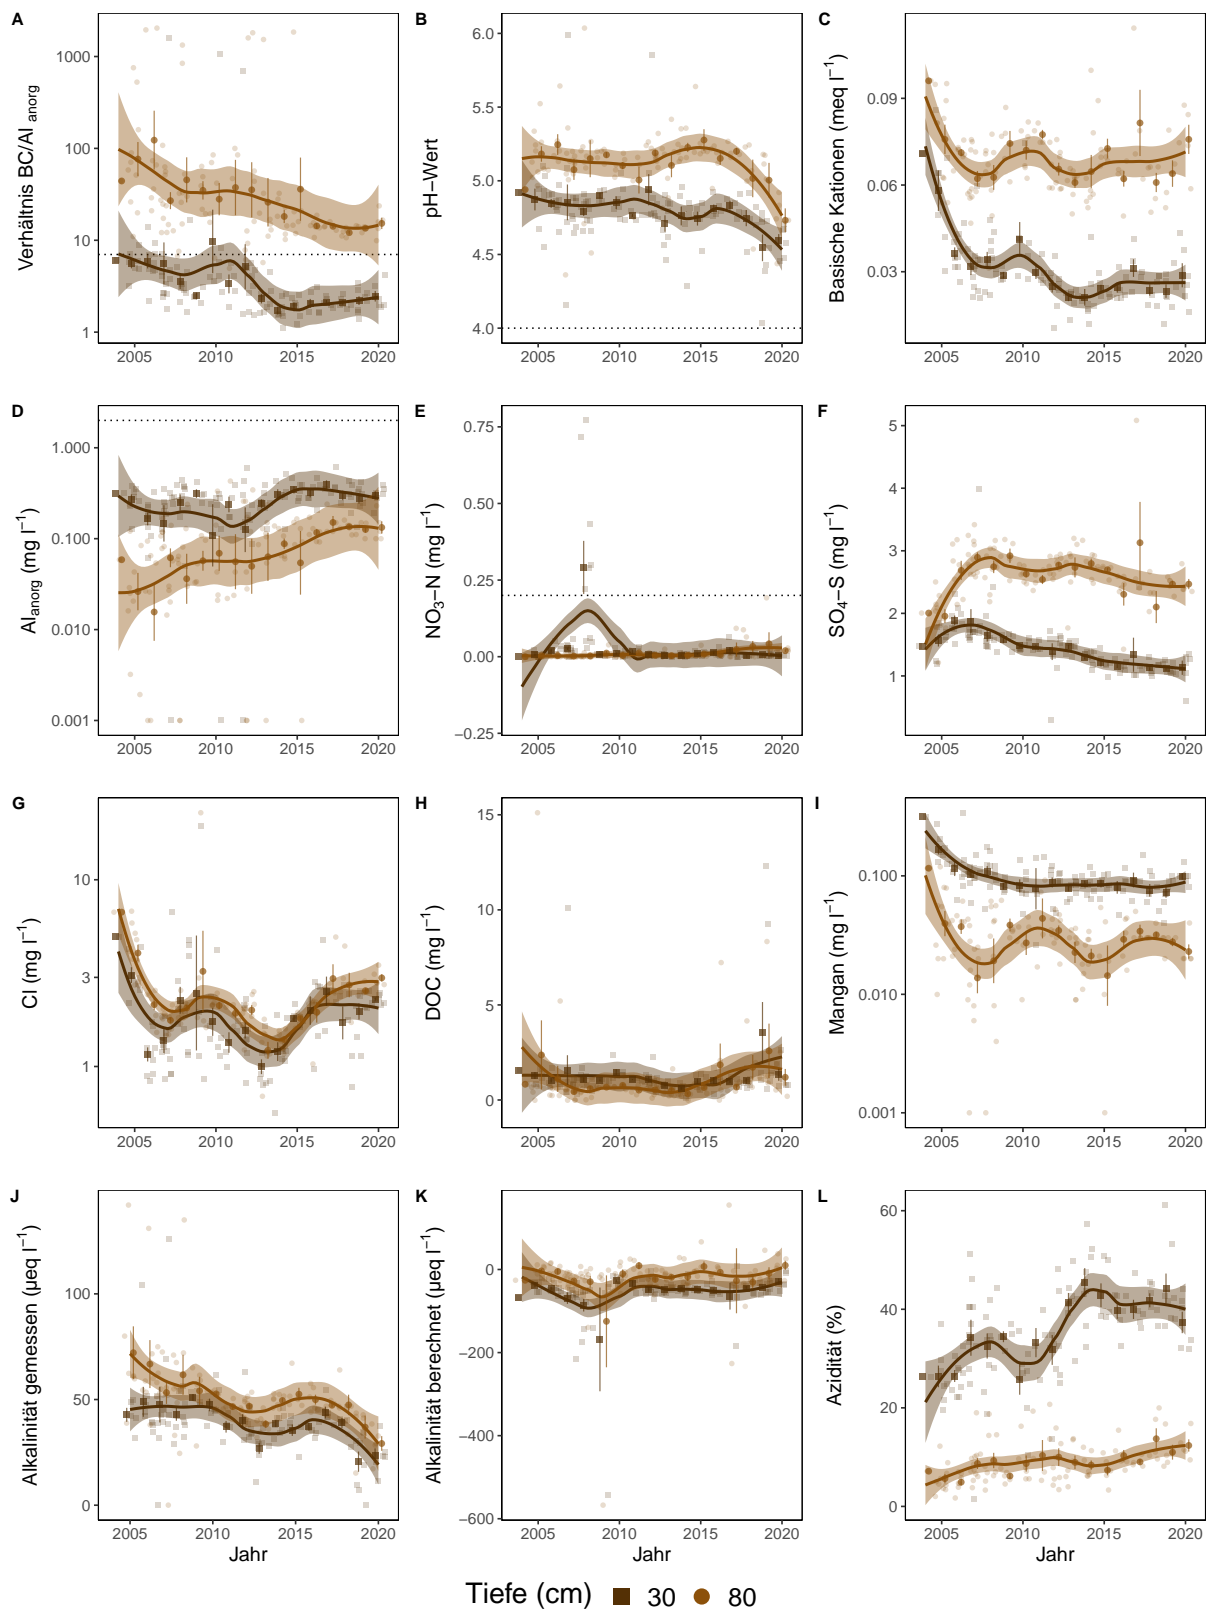 A
Verhältnis BC/Al anorg
1000
100
10
1
2005 2010 2015 2020
B
pH−Wert
6.0
5.5
5.0
4.5
4.0
2005 2010 2015 2020
C
Basische Kationen (meq l⁻¹)
0.09
0.06
0.03
2005 2010 2015 2020
D
Al anorg (mg l⁻¹)
1.000
0.100
0.010
0.001
2005 2010 2015 2020
E
NO₃−N (mg l⁻¹)
0.75
0.50
0.25
0.00
−0.25
2005 2010 2015 2020
F
SO₄−S (mg l⁻¹)
5
4
3
2
1
2005 2010 2015 2020
G
Cl (mg l⁻¹)
10
3
1
2005 2010 2015 2020
H
DOC (mg l⁻¹)
15
10
5
0
2005 2010 2015 2020
I
Mangan (mg l⁻¹)
0.100
0.010
0.001
2005 2010 2015 2020
J
Alkalinität gemessen (µeq l⁻¹)
100
50
0
2005 2010 2015 2020
Jahr
K
Alkalinität berechnet (µeq l⁻¹)
0
−200
−400
−600
2005 2010 2015 2020
Jahr
L
Azidität (%)
60
40
20
0
2005 2010 2015 2020
Jahr
Tiefe (cm) 30 80